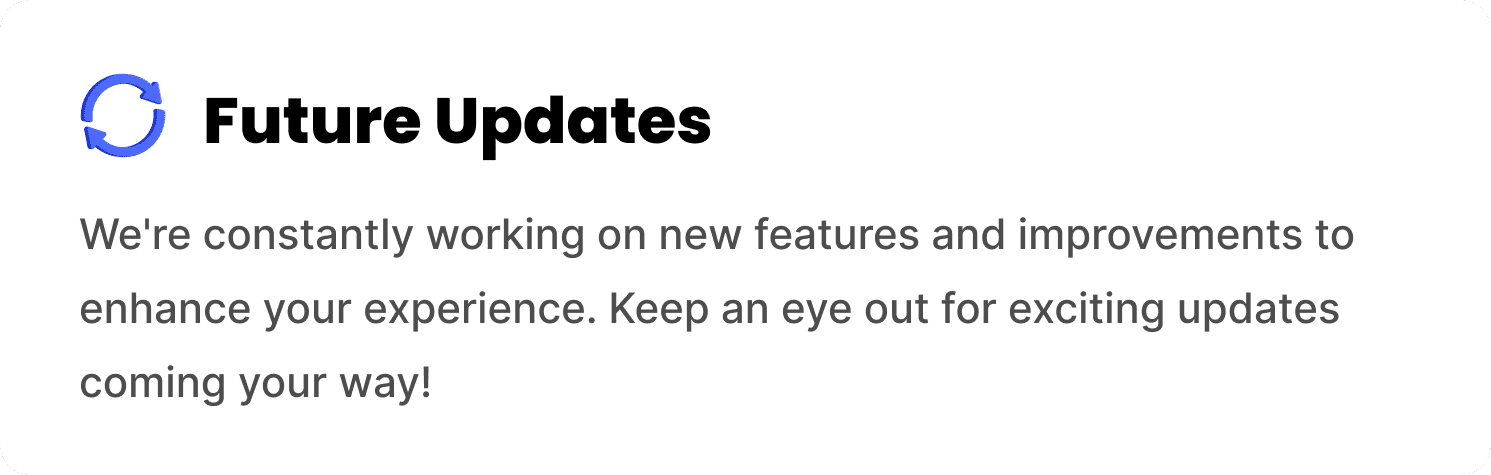 Future Updates
We're constantly working on new features and improvements to
enhance your experience. Keep an eye out for exciting updates
coming your way!